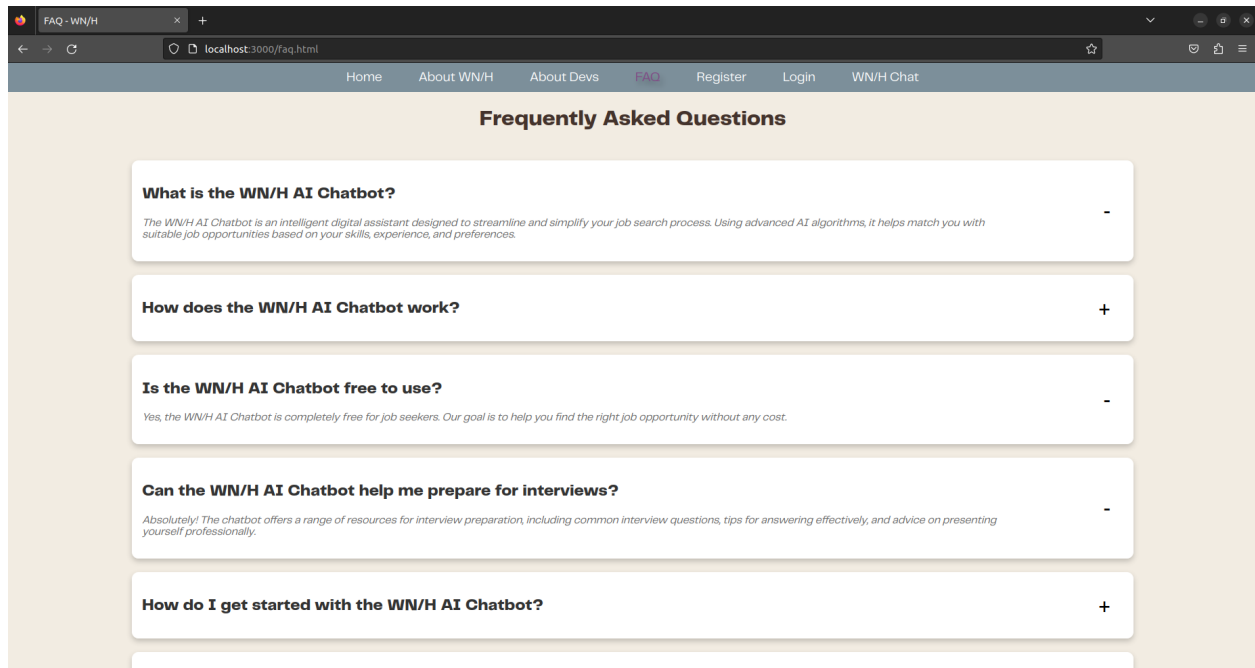 FAQ - WN/H × +
localhost:3000/faq.html
Home About WN/H About Devs FAQ Register Login WN/H Chat
Frequently Asked Questions
What is the WN/H AI Chatbot?
-
The WN/H AI Chatbot is an intelligent digital assistant designed to streamline and simplify your job search process. Using advanced AI algorithms, it helps match you with
suitable job opportunities based on your skills, experience, and preferences.
How does the WN/H AI Chatbot work?
+
Is the WN/H AI Chatbot free to use?
-
Yes, the WN/H AI Chatbot is completely free for job seekers. Our goal is to help you find the right job opportunity without any cost.
Can the WN/H AI Chatbot help me prepare for interviews?
-
Absolutely! The chatbot offers a range of resources for interview preparation, including common interview questions, tips for answering effectively, and advice on presenting
yourself professionally.
How do I get started with the WN/H AI Chatbot?
+